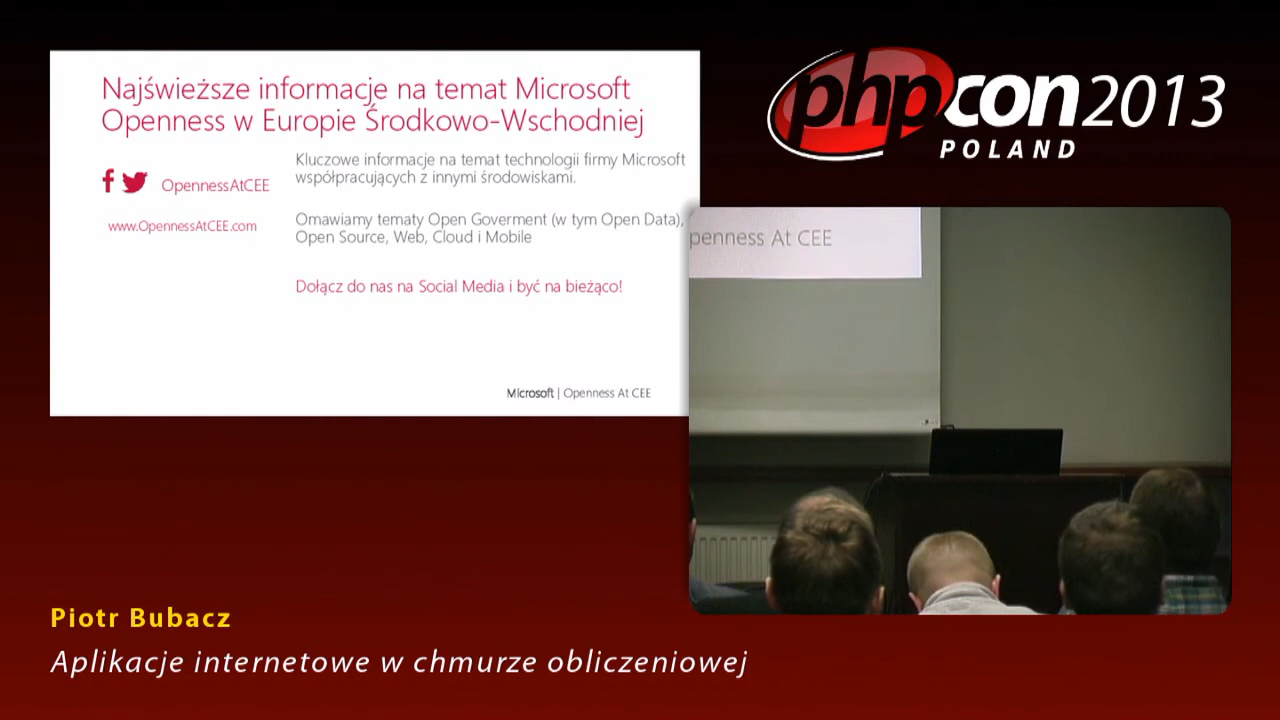 Najświeższe informacje na temat Microsoft
Openness w Europie Środkowo-Wschodniej
OpennessAtCEE
www.OpennessAtCEE.com
Kluczowe informacje na temat technologii firmy Microsoft
współpracujących z innymi środowiskami.
Omawiamy tematy Open Goverment (w tym Open Data),
Open Source, Web, Cloud i Mobile
Dołącz do nas na Social Media i być na bieżąco!
Microsoft | Openness At CEE
phpcon2013
POLAND
penness At CEE
Piotr Bubacz
Aplikacje internetowe w chmurze obliczeniowej